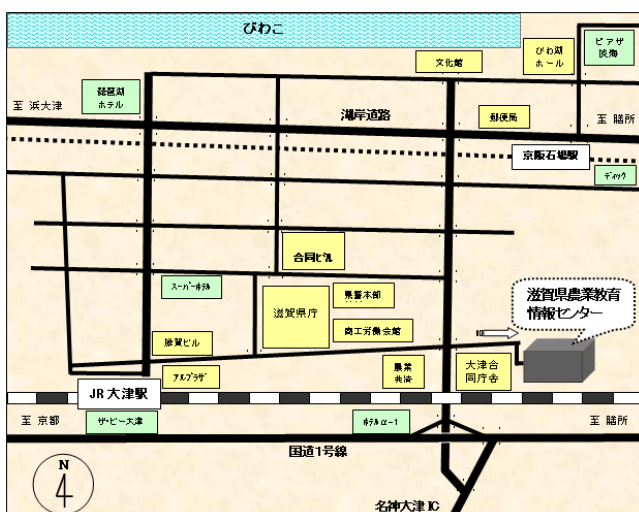 びわこ
ピアザ
淡海
びわ湖
ホール
文化館
琵琶湖
ホテル
至 浜大津
湖岸道路
郵便局
至 膳所
京阪石場駅
ディック
合同ビル
スーパーホテル
滋賀県庁
県警本部
商工労働会館
滋賀県農業教育
情報センター
滋賀ビル
アルプラザ
農業
共済
大津合
同庁舎
JR 大津駅
至 京都
ザ・ビー大津
ホテルα-1
至 膳所
国道1号線
N
名神大津 IC